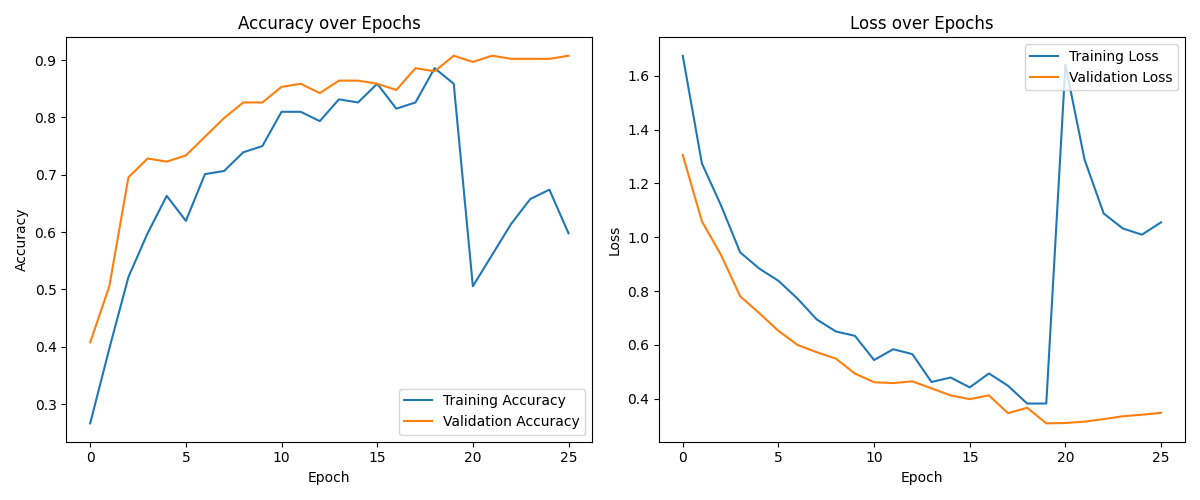 Accuracy over Epochs
Accuracy
0.9
0.8
0.7
0.6
0.5
0.4
0.3
0
5
10
15
20
25
Epoch
Training Accuracy
Validation Accuracy
Loss over Epochs
Loss
1.6
1.4
1.2
1.0
0.8
0.6
0.4
0
5
10
15
20
25
Epoch
Training Loss
Validation Loss